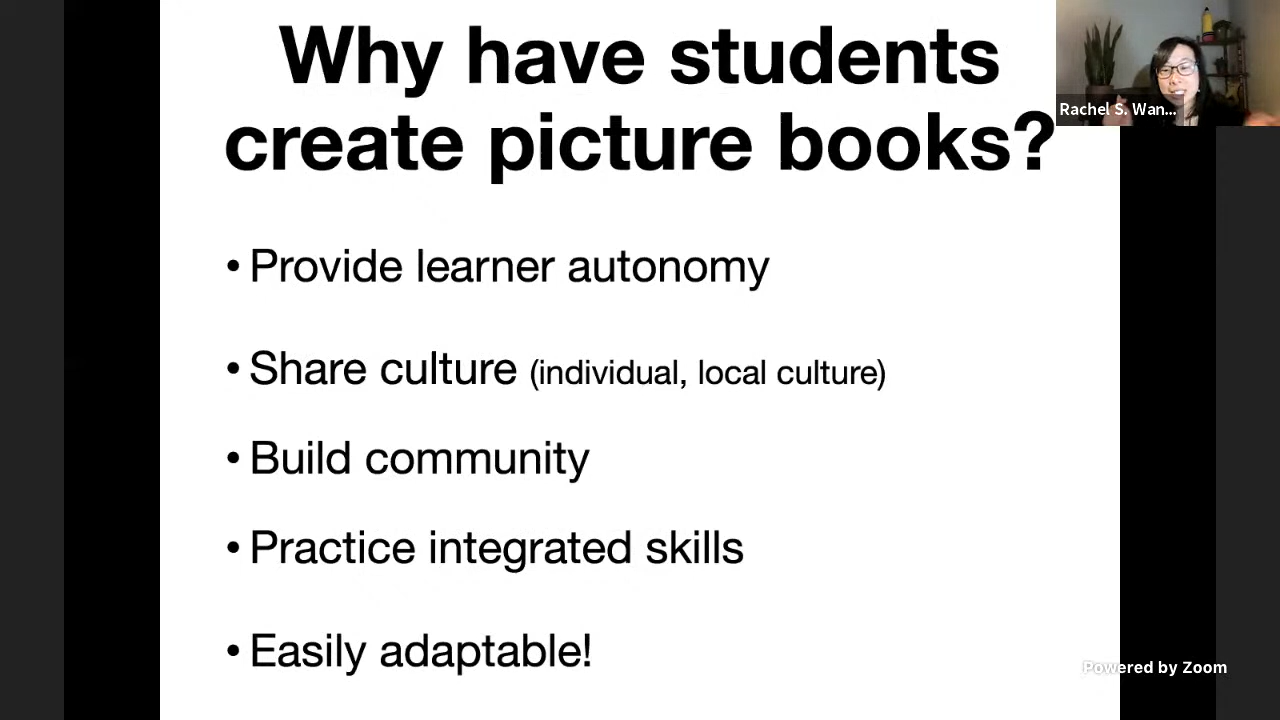 Why have students
create picture books?
Rachel S. Wan...
• Provide learner autonomy
• Share culture (individual, local culture)
• Build community
• Practice integrated skills
• Easily adaptable!
Powered by Zoom